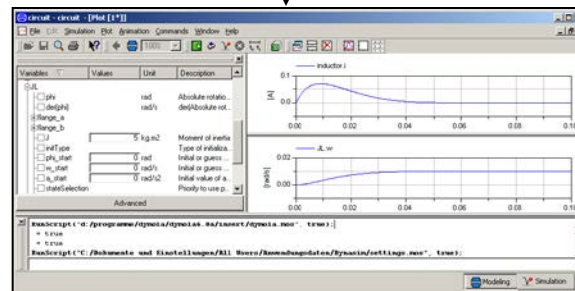 circuit - circuit - [Plot [1*]]
File Edit Simulation Plot Animation Commands Window Help
100%
Variables Values Unit Description
JL
phi rad Absolute rotatio...
der(phi) rad/s der(Absolute rot...
flange_a
flange_b
J 5 kg.m2 Moment of inertia
initType Type of initializa...
phi_start 0 rad Initial or guess ...
w_start 0 rad/s Initial or guess ...
a_start 0 rad/s2 Initial value of a...
stateSelection Priority to use p...
Advanced
inductor.i
0.1
[A]
0.0
0.00 0.02 0.04 0.06 0.08 0.10
JL.w
0.02
[rad/s]
0.00
0.00 0.02 0.04 0.06 0.08 0.10
RunScript("d:/programme/dymola/dymola6.0a/insert/dymola.mos", true);
= true
= true
RunScript("C:/Dokumente und Einstellungen/All Users/Anwendungsdaten/Dynasim/settings.mos", true);
Modeling Simulation